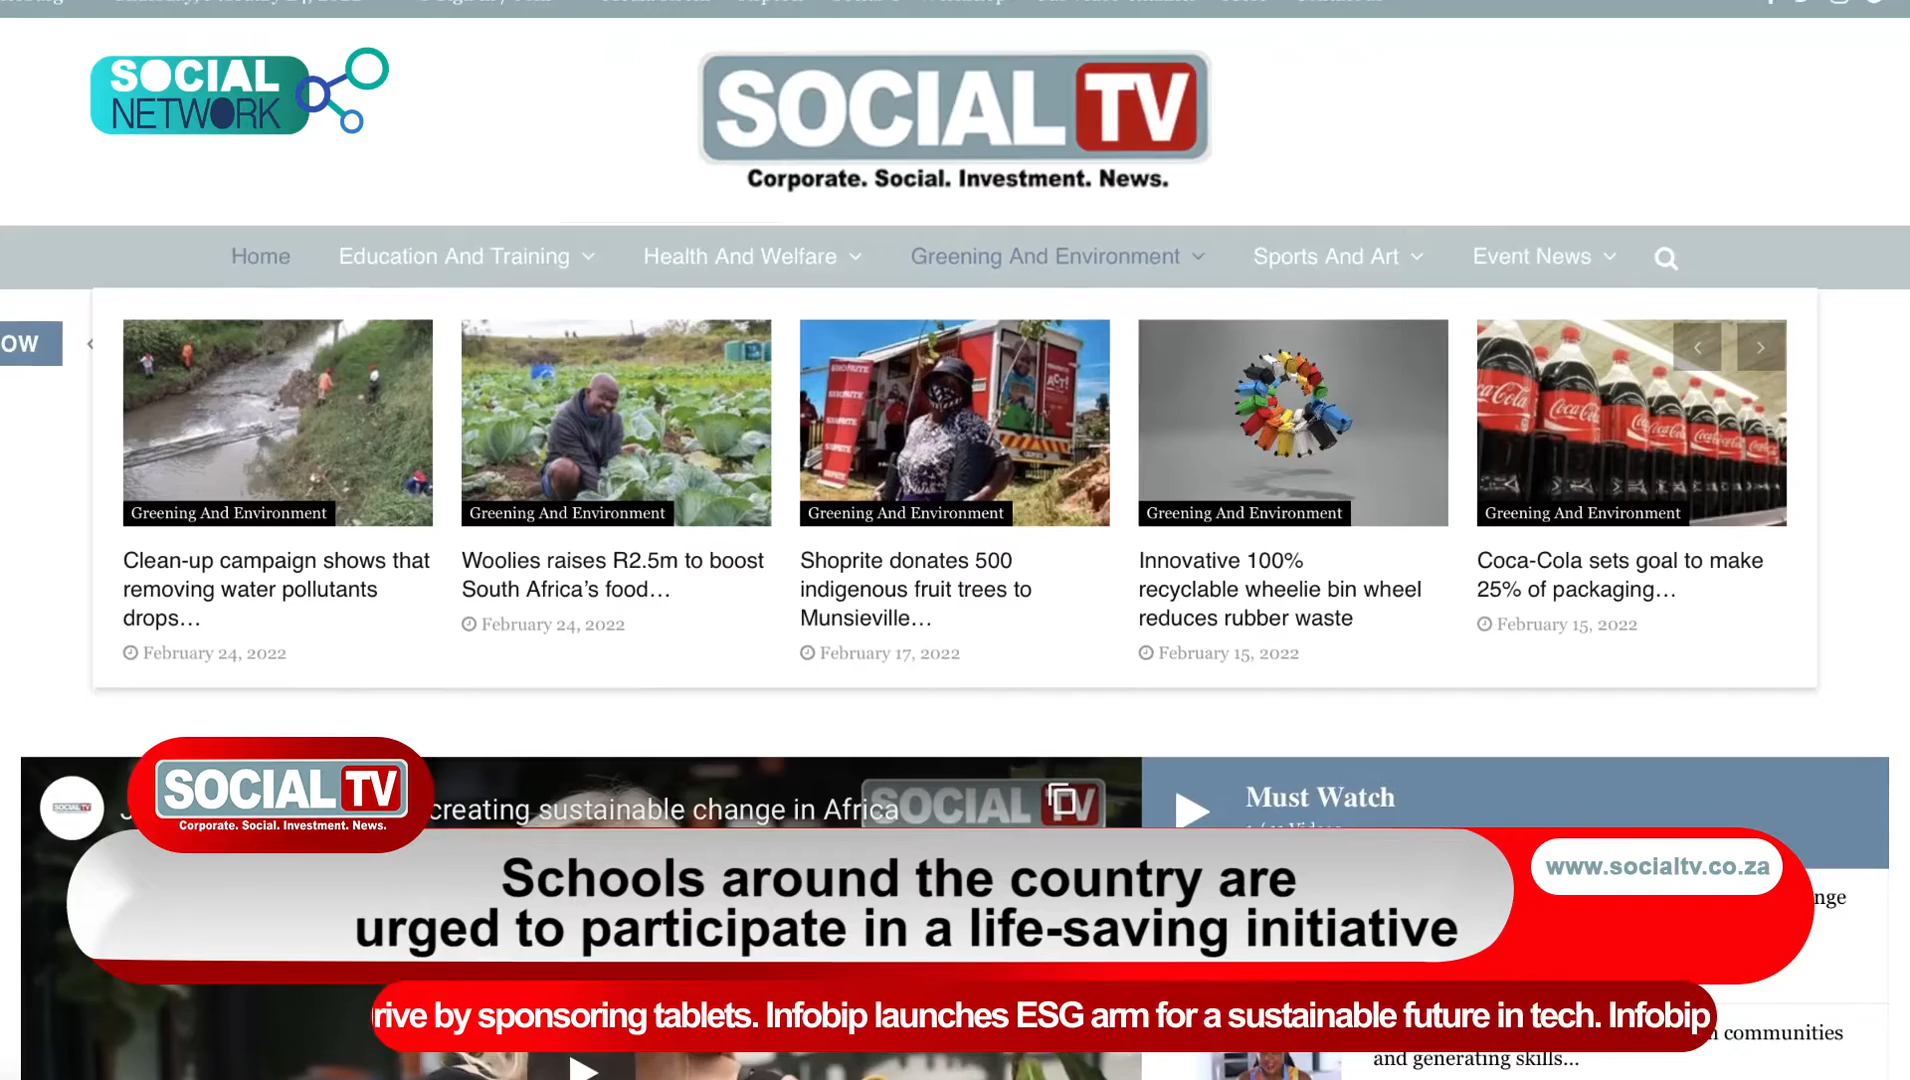 SOCIAL
NETWORK
SOCIAL TV
Corporate. Social. Investment. News.
Home
Education And Training
Health And Welfare
Greening And Environment
Sports And Art
Event News
OW
Greening And Environment
Clean-up campaign shows that
removing water pollutants
drops…
February 24, 2022
Greening And Environment
Woolies raises R2.5m to boost
South Africa’s food…
February 24, 2022
SHOPRITE
ACT!
Greening And Environment
Shoprite donates 500
indigenous fruit trees to
Munsieville…
February 17, 2022
Greening And Environment
Innovative 100%
recyclable wheelie bin wheel
reduces rubber waste
February 15, 2022
Coca-Cola
Greening And Environment
Coca-Cola sets goal to make
25% of packaging…
February 15, 2022
SOCIAL TV
Corporate. Social. Investment. News.
creating sustainable change in Africa
SOCIAL TV
Must Watch
Schools around the country are
urged to participate in a life-saving initiative
www.socialtv.co.za
nge
rive by sponsoring tablets. Infobip launches ESG arm for a sustainable future in tech. Infobip
communities
and generating skills...